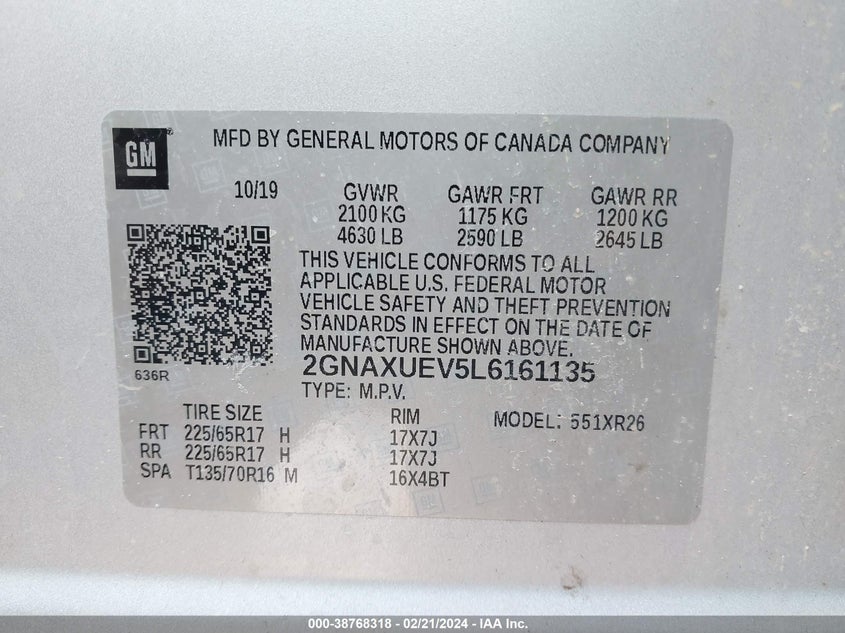 GM®
MFD BY GENERAL MOTORS OF CANADA COMPANY
10/19 GVWR GAWR FRT GAWR RR
2100 KG 1175 KG 1200 KG
4630 LB 2590 LB 2645 LB
THIS VEHICLE CONFORMS TO ALL
APPLICABLE U.S. FEDERAL MOTOR
VEHICLE SAFETY AND THEFT PREVENTION
STANDARDS IN EFFECT ON THE DATE OF
MANUFACTURE SHOWN ABOVE.
636R
2GNAXUEV5L6161135
TYPE: M.P.V.
TIRE SIZE RIM MODEL: 551XR26
FRT 225/65R17 H 17X7J
RR 225/65R17 H 17X7J
SPA T135/70R16 M 16X4BT
000-38768318 - 02/21/2024 - IAA Inc.